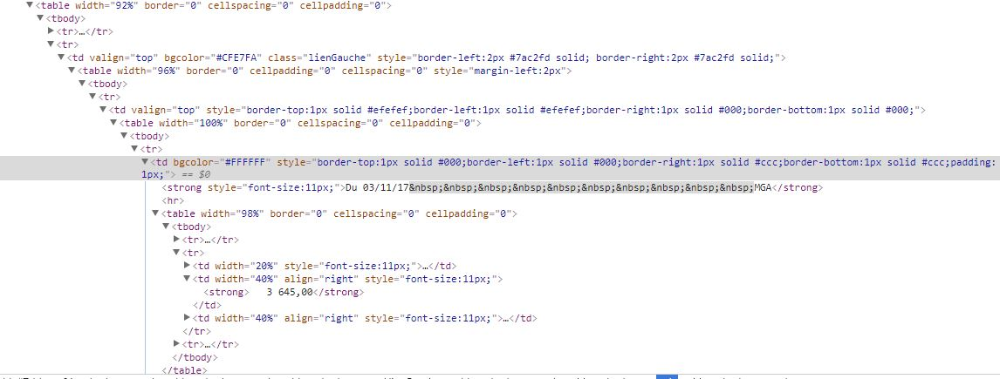 ▼<table width="92%" border="0" cellspacing="0" cellpadding="0">
▼<tbody>
▶<tr>…</tr>
▼<tr>
▼<td valign="top" bgcolor="#CFE7FA" class="lienGauche" style="border-left:2px #7ac2fd solid; border-right:2px #7ac2fd solid;">
▼<table width="96%" border="0" cellpadding="0" cellspacing="0" style="margin-left:2px">
▼<tbody>
▼<tr>
▼<td valign="top" style="border-top:1px solid #efefef;border-left:1px solid #efefef;border-right:1px solid #000;border-bottom:1px solid #000;">
▼<table width="100%" border="0" cellspacing="0" cellpadding="0">
▼<tbody>
▼<tr>
▼<td bgcolor="#FFFFFF" style="border-top:1px solid #000;border-left:1px solid #000;border-right:1px solid #ccc;border-bottom:1px solid #ccc;padding:
1px;"> == $0
<strong style="font-size:11px;">Du 03/11/17&nbsp;&nbsp;&nbsp;&nbsp;&nbsp;&nbsp;&nbsp;&nbsp;&nbsp;&nbsp;MGA</strong>
<hr>
▼<table width="98%" border="0" cellspacing="0" cellpadding="0">
▼<tbody>
▶<tr>…</tr>
▼<tr>
▶<td width="20%" style="font-size:11px;">…</td>
▼<td width="40%" align="right" style="font-size:11px;">
<strong>   3 645,00</strong>
</td>
▶<td width="40%" align="right" style="font-size:11px;">…</td>
</tr>
▶<tr>…</tr>
</tbody>
</table>